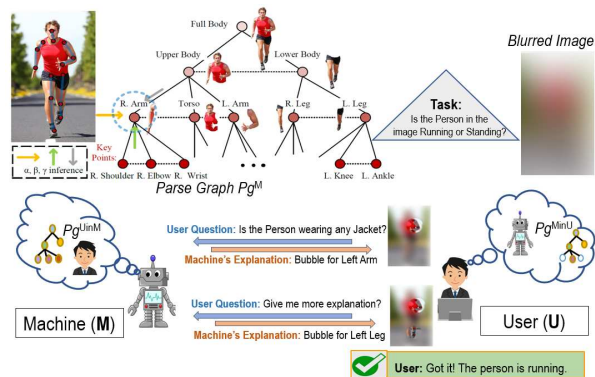 Full Body
Upper Body
Lower Body
R. Arm
Torso
L. Arm
R. Leg
L. Leg
Key
Points:
R. Shoulder
R. Elbow
R. Wrist
L. Knee
L. Ankle
α, β, γ inference
Parse Graph Pg^M
Task:
Is the Person in the
image Running or Standing?
Blurred Image
Pg^UinM
Machine (M)
User Question: Is the Person wearing any Jacket?
Machine's Explanation: Bubble for Left Arm
User Question: Give me more explanation?
Machine's Explanation: Bubble for Left Leg
Pg^MinU
User (U)
User: Got it! The person is running.